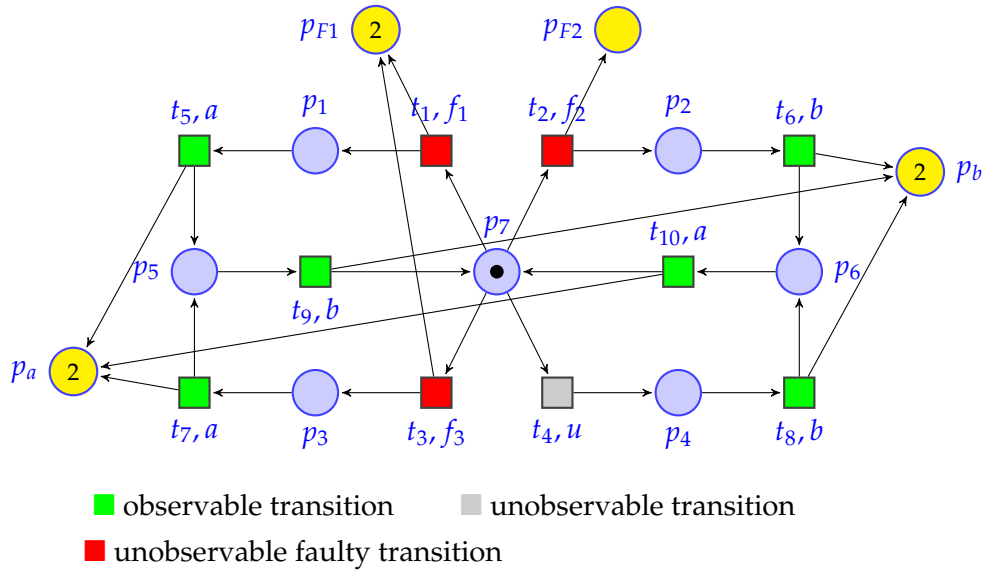 p_{F1} 2 p_{F2}
t_5, a p_1 t_1, f_1 t_2, f_2 p_2 t_6, b
2 p_b
p_7
t_{10}, a
p_5 p_6
t_9, b
p_a 2
t_7, a p_3 t_3, f_3 t_4, u p_4 t_8, b
observable transition unobservable transition
unobservable faulty transition